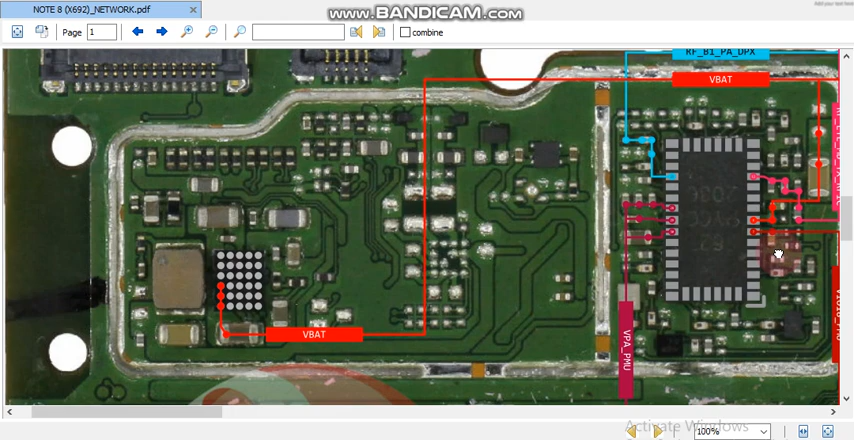 NOTE 8 (X692)_NETWORK.pdf
WWW.BANDICAM.COM
Page 1
combine
RF_B1_PA_DPX
VBAT
VBAT
VPA_PMU
Activate Windows
100%